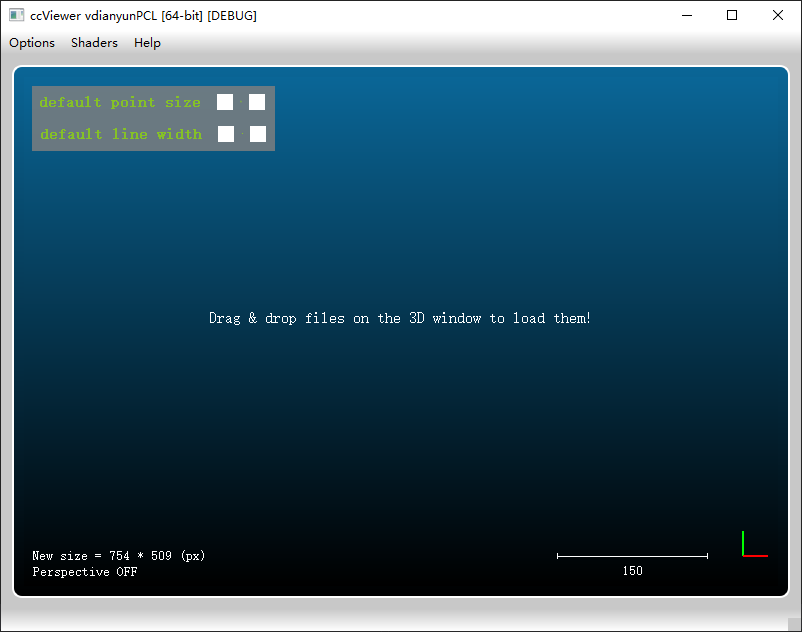 ccViewer vdianyunPCL [64-bit] [DEBUG]
Options Shaders Help
default point size
default line width
Drag & drop files on the 3D window to load them!
New size = 754 * 509 (px)
Perspective OFF
150